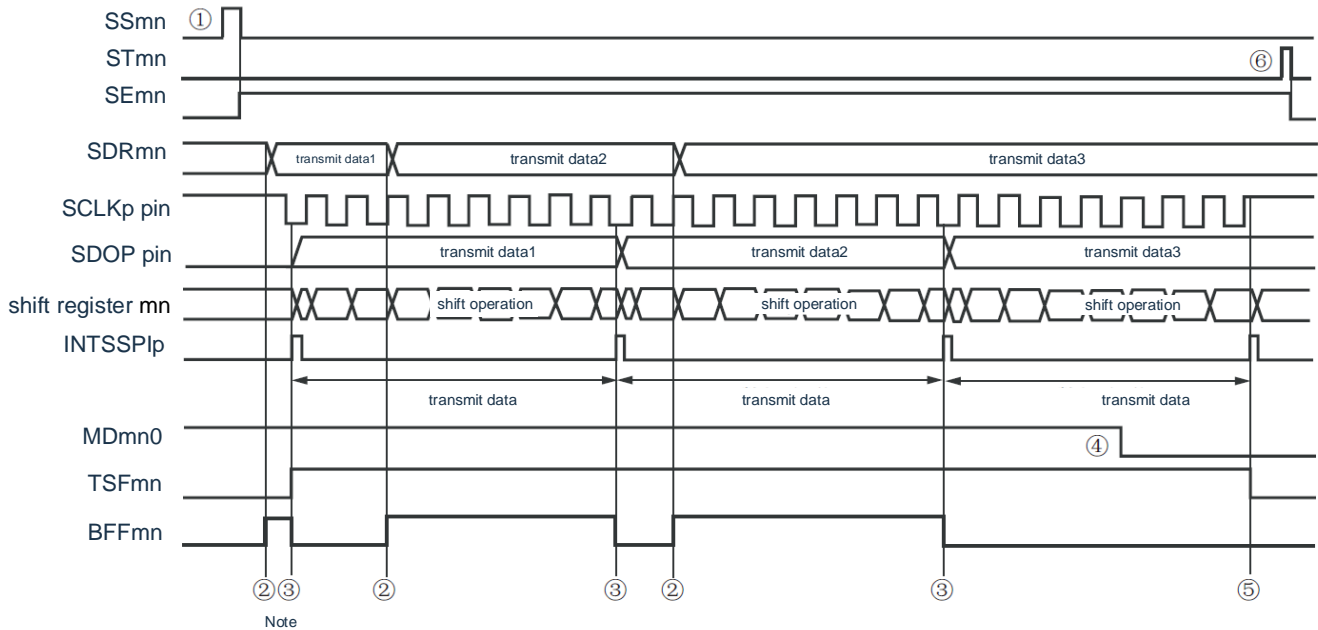 SSmn ①
STmn ⑥
SEmn
SDRmn transmit data1 transmit data2 transmit data3
SCLKp pin
SDOP pin transmit data1 transmit data2 transmit data3
shift register mn shift operation shift operation shift operation
INTSSPIp
transmit data transmit data transmit data
MDmn0 ④
TSFmn
BFFmn
② ③ ② ③ ② ③ ⑤
Note